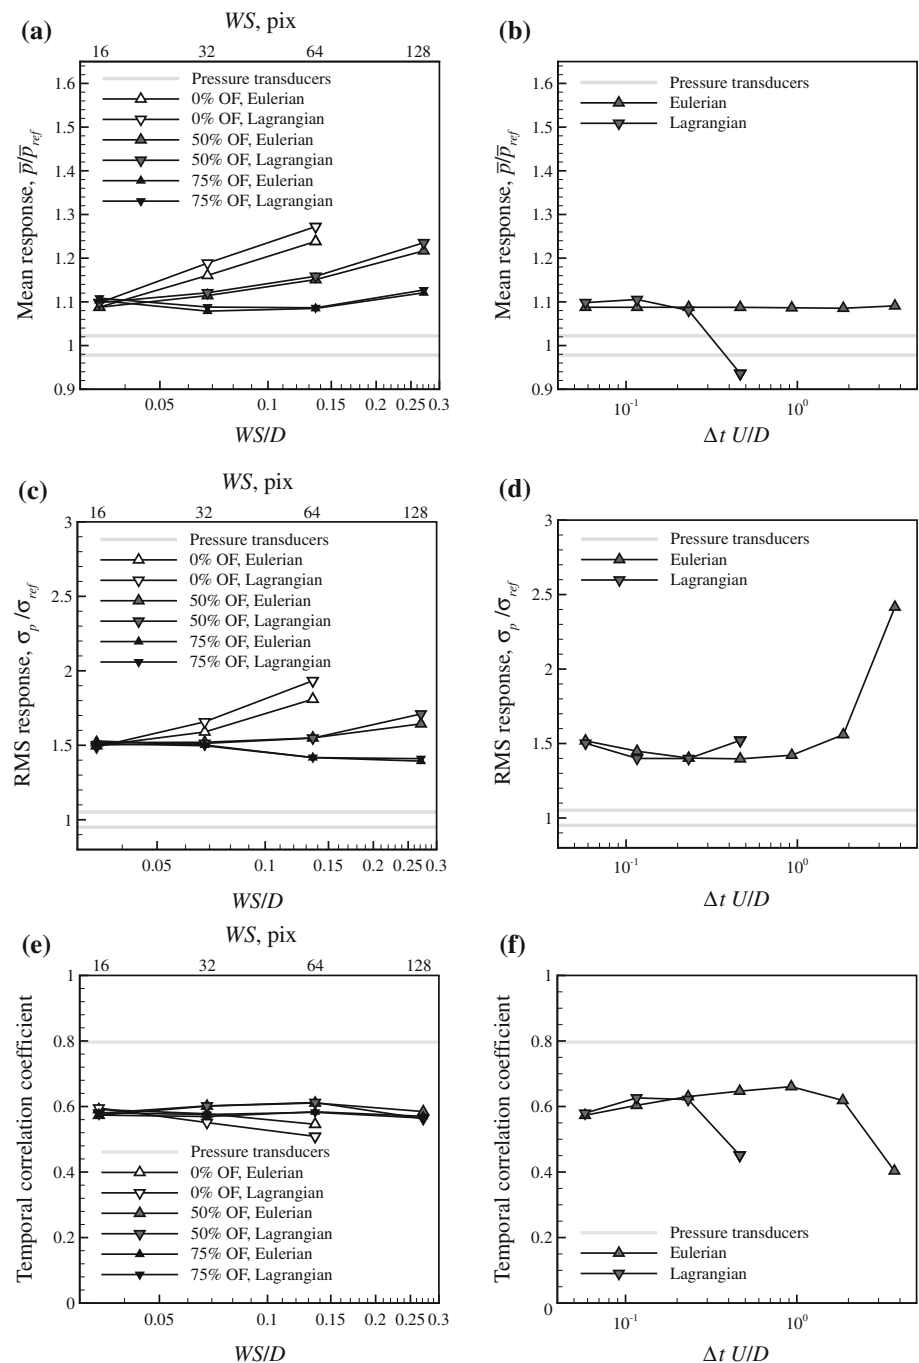 (a)
WS, pix
16 32 64 128
Pressure transducers
0% OF, Eulerian
0% OF, Lagrangian
50% OF, Eulerian
50% OF, Lagrangian
75% OF, Eulerian
75% OF, Lagrangian
1.6
1.5
1.4
1.3
1.2
1.1
1
0.9
Mean response, p̅/p̅ref
0.05 0.1 0.15 0.2 0.25 0.3
WS/D
(b)
Pressure transducers
Eulerian
Lagrangian
1.6
1.5
1.4
1.3
1.2
1.1
1
0.9
Mean response, p̅/p̅ref
10⁻¹ 10⁰
Δt U/D
(c)
WS, pix
16 32 64 128
Pressure transducers
0% OF, Eulerian
0% OF, Lagrangian
50% OF, Eulerian
50% OF, Lagrangian
75% OF, Eulerian
75% OF, Lagrangian
3
2.5
2
1.5
1
RMS response, σp/σref
0.05 0.1 0.15 0.2 0.25 0.3
WS/D
(d)
Pressure transducers
Eulerian
Lagrangian
3
2.5
2
1.5
1
RMS response, σp/σref
10⁻¹ 10⁰
Δt U/D
(e)
WS, pix
16 32 64 128
1
0.8
0.6
0.4
0.2
0
Temporal correlation coefficient
Pressure transducers
0% OF, Eulerian
0% OF, Lagrangian
50% OF, Eulerian
50% OF, Lagrangian
75% OF, Eulerian
75% OF, Lagrangian
0.05 0.1 0.15 0.2 0.25 0.3
WS/D
(f)
1
0.8
0.6
0.4
0.2
0
Temporal correlation coefficient
Pressure transducers
Eulerian
Lagrangian
10⁻¹ 10⁰
Δt U/D